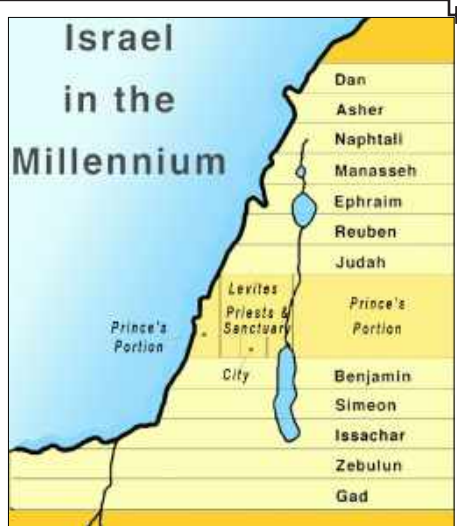 Israel
in the
Millennium
Dan
Asher
Naphtali
Manasseh
Ephraim
Reuben
Judah
Levites
Priests &
Sanctuary
Prince's
Portion
Prince's
Portion
City
Benjamin
Simeon
Issachar
Zebulun
Gad